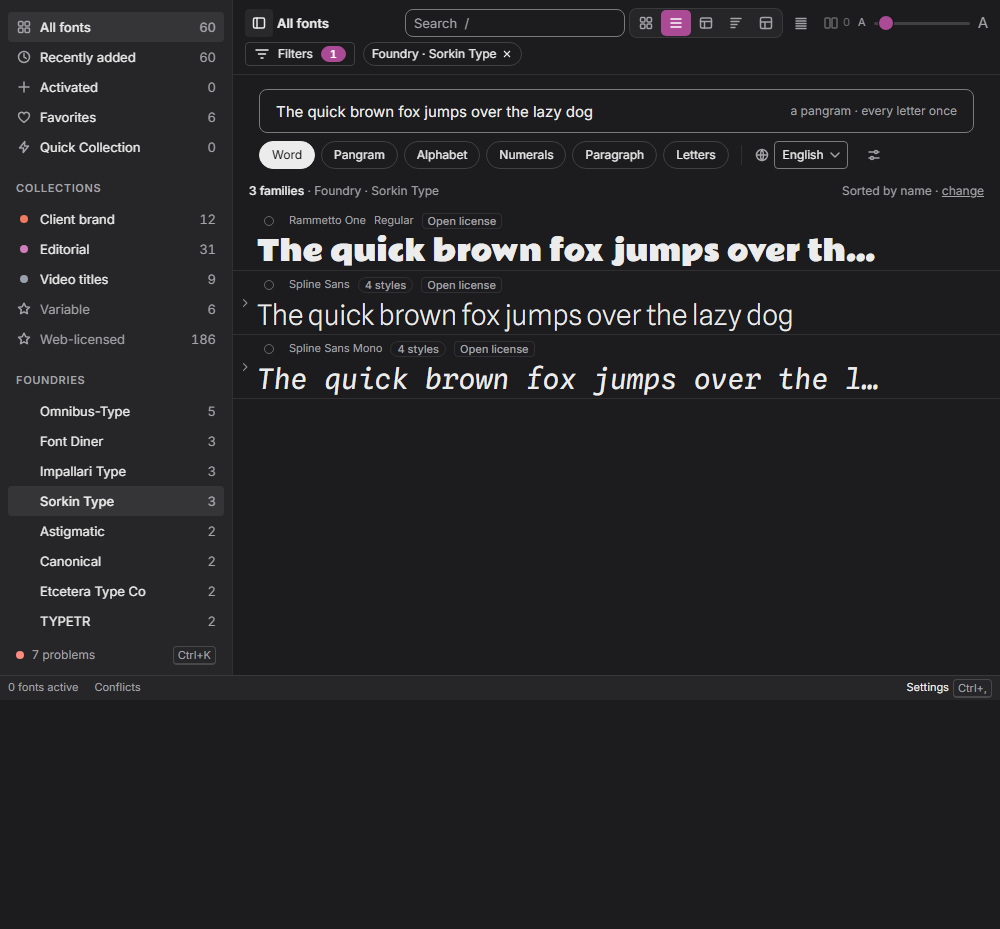 All fonts 60
Recently added 60
Activated 0
Favorites 6
Quick Collection 0
COLLECTIONS
Client brand 12
Editorial 31
Video titles 9
Variable 6
Web-licensed 186
FOUNDRIES
Omnibus-Type 5
Font Diner 3
Impallari Type 3
Sorkin Type 3
Astigmatic 2
Canonical 2
Etcetera Type Co 2
TYPETR 2
7 problems Ctrl+K
All fonts Search / 0 A A
Filters 1 Foundry · Sorkin Type ×
The quick brown fox jumps over the lazy dog a pangram · every letter once
Word Pangram Alphabet Numerals Paragraph Letters English
3 families · Foundry · Sorkin Type Sorted by name · change
Rammetto One Regular Open license
The quick brown fox jumps over th...
Spline Sans 4 styles Open license
The quick brown fox jumps over the lazy dog
Spline Sans Mono 4 styles Open license
The quick brown fox jumps over the l...
0 fonts active Conflicts Settings Ctrl+,